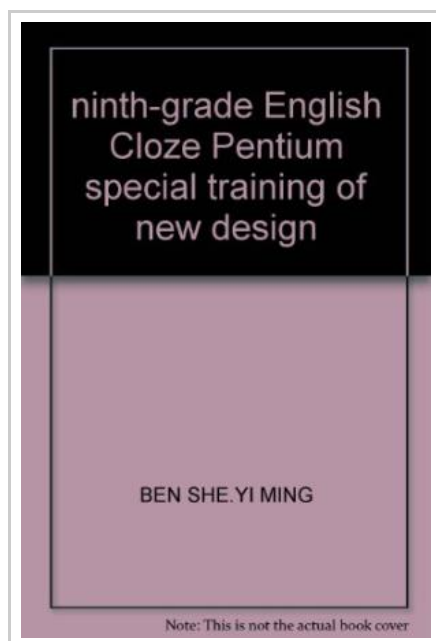 ninth-grade English
Cloze Pentium
special training of
new design
BEN SHE.YI MING
Note: This is not the actual book cover